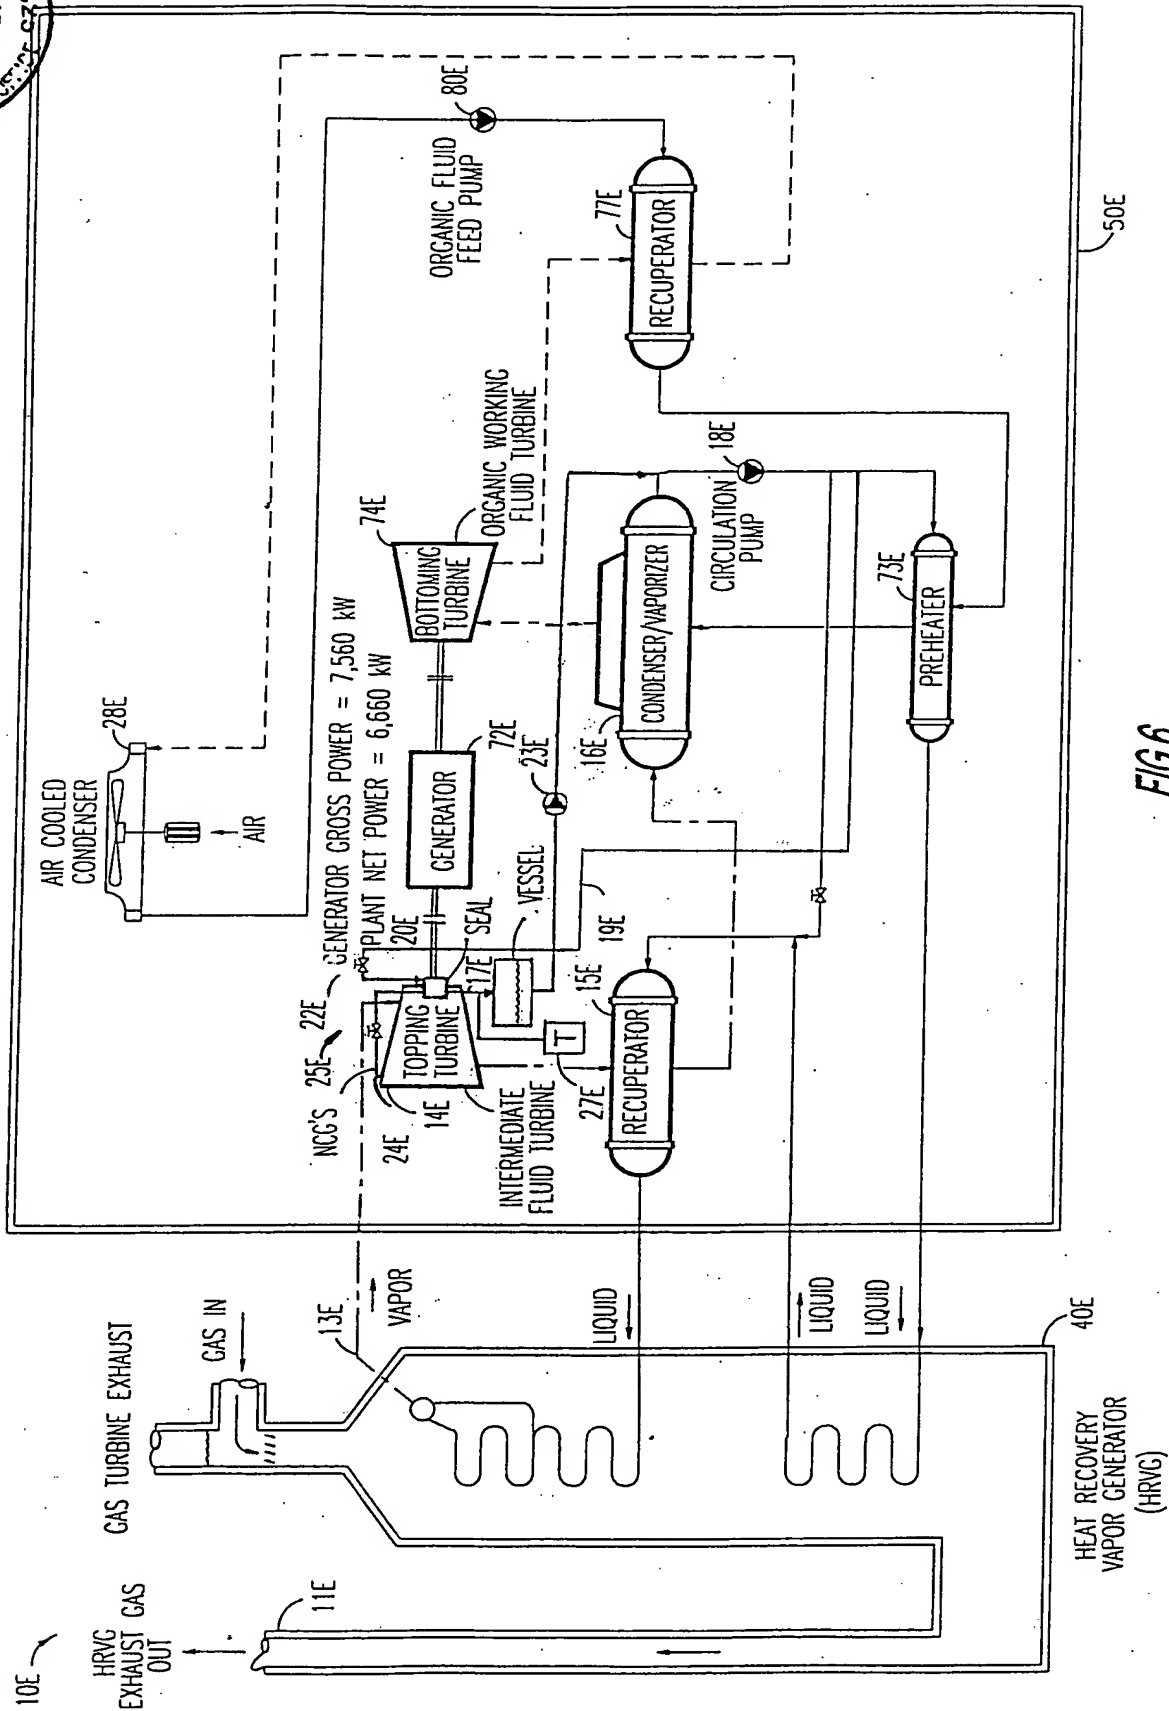 10E
HRVG
EXHAUST GAS
OUT
11E
GAS TURBINE EXHAUST
GAS IN
13E
VAPOR
LIQUID
LIQUID
LIQUID
40E
HEAT RECOVERY
VAPOR GENERATOR
(HRVG)
AIR COOLED
CONDENSER
28E
AIR
22E
GENERATOR GROSS POWER = 7,560 kW
PLANT NET POWER = 6,660 kW
25E
NCG'S
24E
14E
TOPPING
TURBINE
INTERMEDIATE
FLUID TURBINE
20E
SEAL
17E
VESSEL
T
27E
GENERATOR
72E
23E
BOTTOMING
TURBINE
74E
ORGANIC WORKING
FLUID TURBINE
ORGANIC FLUID
FEED PUMP
80E
RECUPERATOR
77E
RECUPERATOR
15E
19E
CONDENSER/VAPORIZER
16E
CIRCULATION
PUMP
18E
PREHEATER
73E
50E
FIG.6